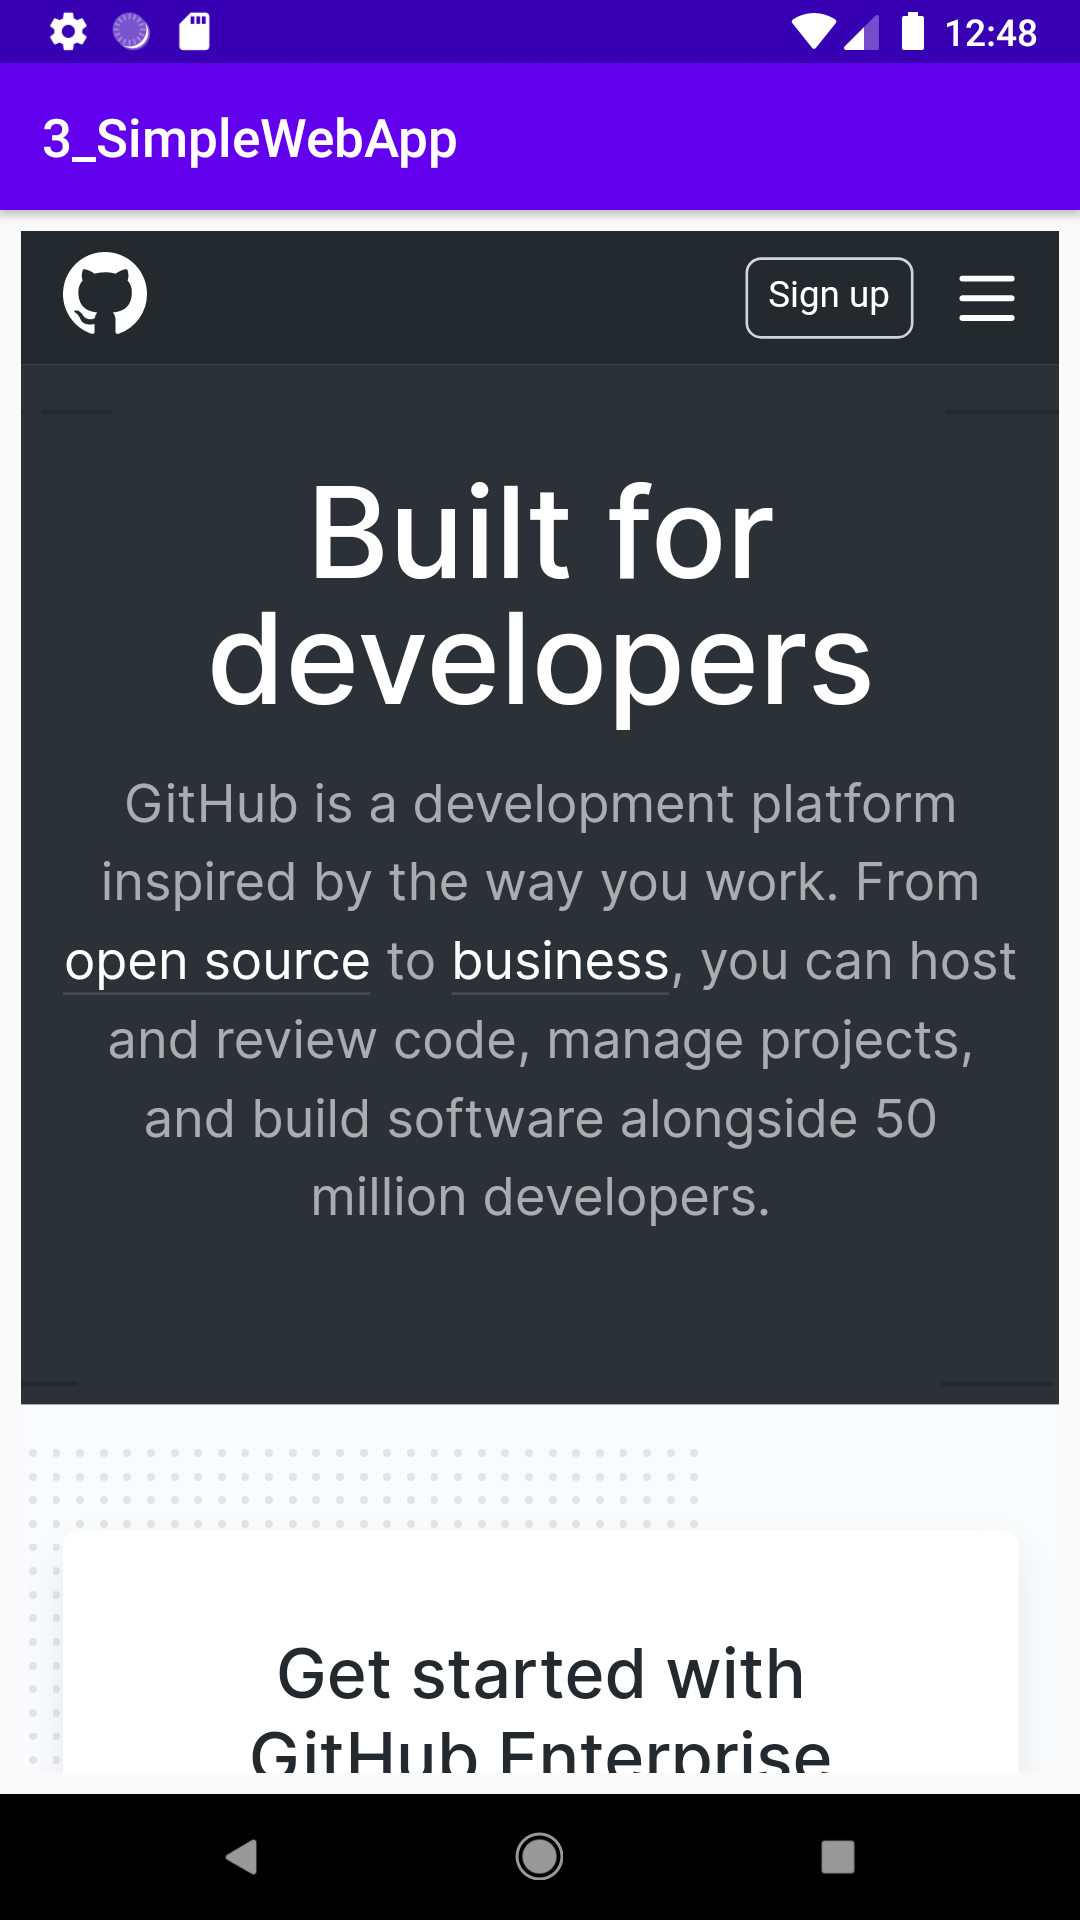 12:48
3_SimpleWebApp
Sign up
Built for
developers
GitHub is a development platform
inspired by the way you work. From
open source to business, you can host
and review code, manage projects,
and build software alongside 50
million developers.
Get started with
GitHub Enterprise